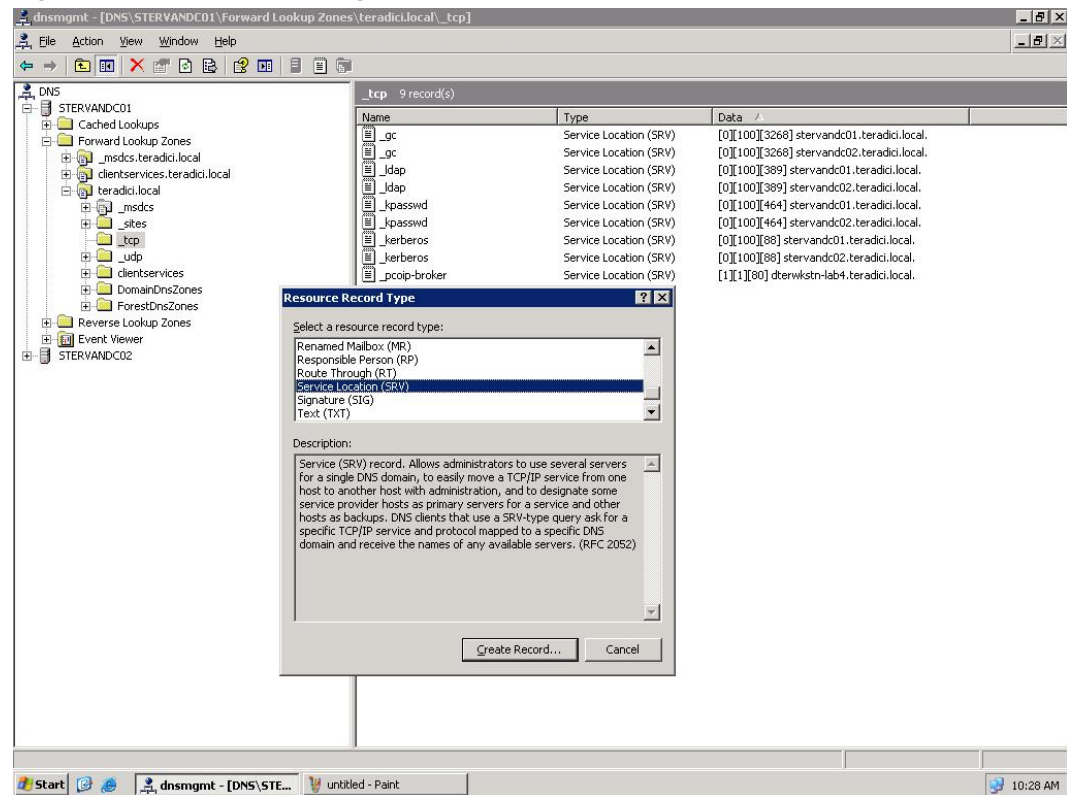 dnsmgmt - [DNS\STERVANDC01\Forward Lookup Zones\teradici.local\_tcp]
File Action View Window Help
DNS
STERVANDC01
Cached Lookups
Forward Lookup Zones
_msdcs.teradici.local
clientservices.teradici.local
teradici.local
_msdcs
_sites
_tcp
_udp
clientservices
DomainDnsZones
ForestDnsZones
Reverse Lookup Zones
Event Viewer
STERVANDC02
_tcp 9 record(s)
Name Type Data
_gc Service Location (SRV) [0][100][3268] stervandc01.teradici.local.
_gc Service Location (SRV) [0][100][3268] stervandc02.teradici.local.
_ldap Service Location (SRV) [0][100][389] stervandc01.teradici.local.
_ldap Service Location (SRV) [0][100][389] stervandc02.teradici.local.
_kpasswd Service Location (SRV) [0][100][464] stervandc01.teradici.local.
_kpasswd Service Location (SRV) [0][100][464] stervandc02.teradici.local.
_kerberos Service Location (SRV) [0][100][88] stervandc01.teradici.local.
_kerberos Service Location (SRV) [0][100][88] stervandc02.teradici.local.
_pcoip-broker Service Location (SRV) [1][1][80] dterwkstn-lab4.teradici.local.
Resource Record Type
Select a resource record type:
Renamed Mailbox (MR)
Responsible Person (RP)
Route Through (RT)
Service Location (SRV)
Signature (SIG)
Text (TXT)
Description:
Service (SRV) record. Allows administrators to use several servers
for a single DNS domain, to easily move a TCP/IP service from one
host to another host with administration, and to designate some
service provider hosts as primary servers for a service and other
hosts as backups. DNS clients that use a SRV-type query ask for a
specific TCP/IP service and protocol mapped to a specific DNS
domain and receive the names of any available servers. (RFC 2052)
Create Record... Cancel
Start dnsmgmt - [DNS\STE... untitled - Paint 10:28 AM